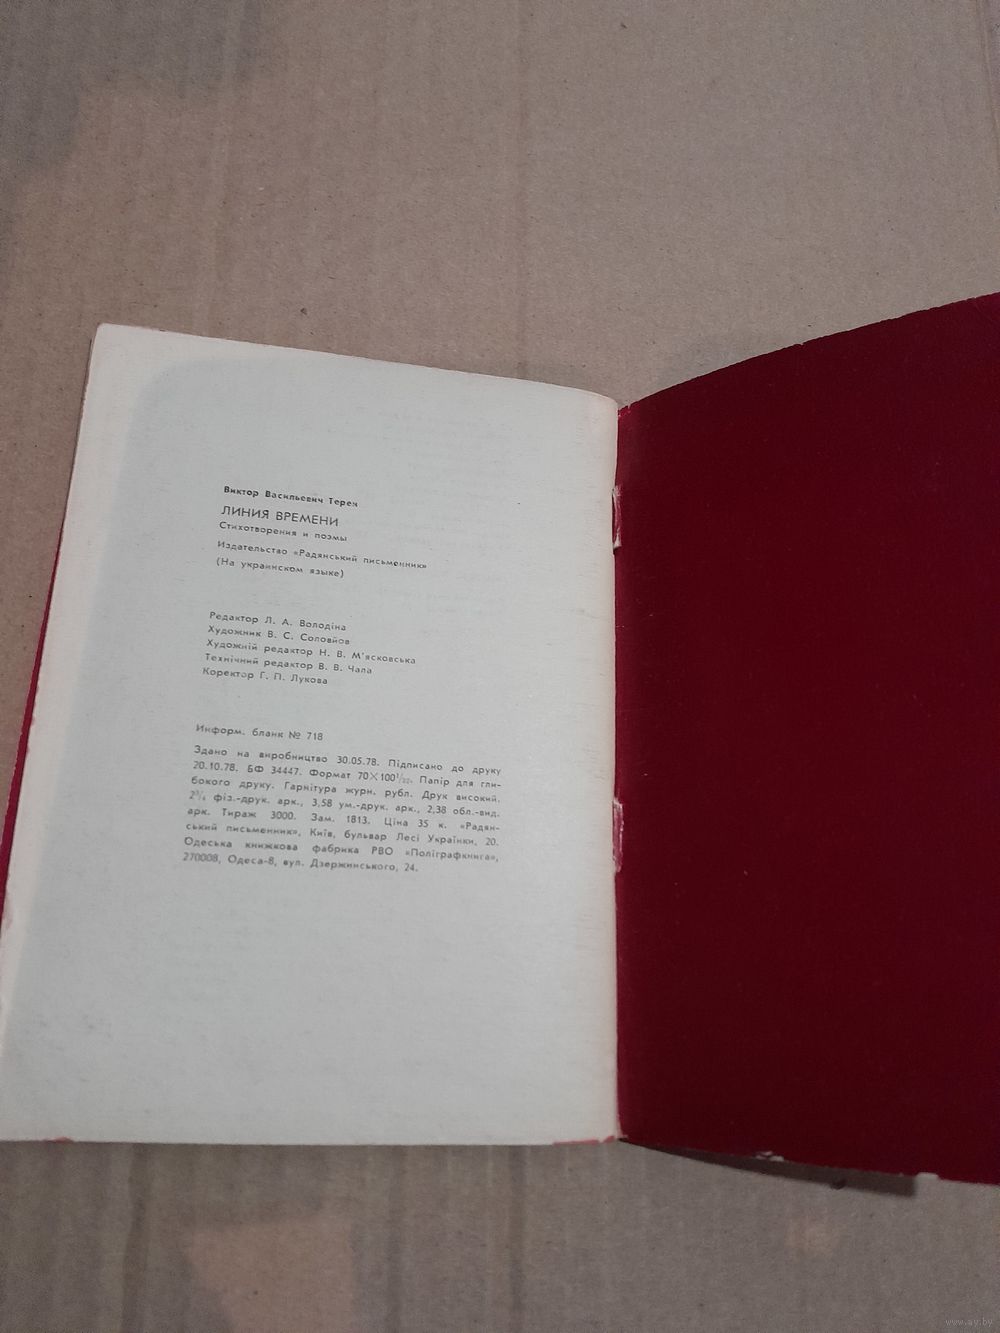 Виктор Васильевич Терен
ЛИНИЯ ВРЕМЕНИ
Стихотворения и поэмы
Издательство «Радянський письменник»
(На украинском языке)
Редактор Л. А. Володіна
Художник В. С. Соловйов
Художній редактор Н. В. М'ясковська
Технічний редактор В. В. Чала
Коректор Г. П. Лукова
Информ. бланк № 718
Здано на виробництво 30.05.78. Підписано до друку
20.10.78. БФ 34447. Формат 70×100¹/₃₂. Папір для гли-
бокого друку. Гарнітура журн. рубл. Друк високий.
2³/₄ фіз.-друк. арк., 3,58 ум.-друк. арк., 2,38 обл.-вид.
арк. Тираж 3000. Зам. 1813. Ціна 35 к. «Радян-
ський письменник», Київ, бульвар Лесі Українки, 20.
Одеська книжкова фабрика РВО «Поліграфкнига»,
270008, Одеса-8, вул. Дзержинського, 24.
www.ay.by